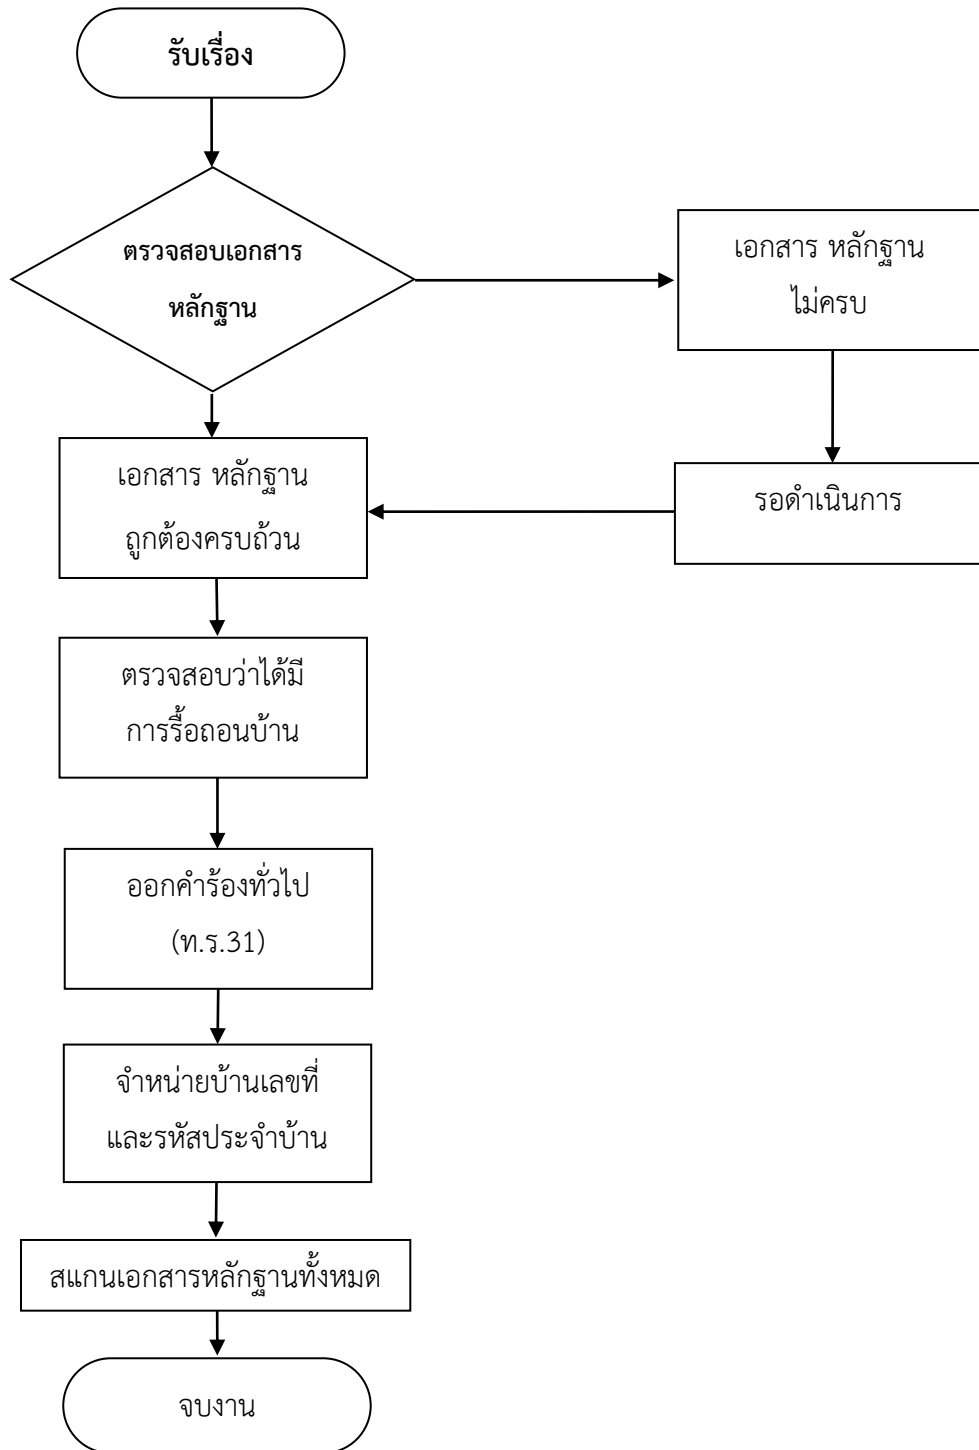 รับเรื่อง
ตรวจสอบเอกสาร
หลักฐาน
เอกสาร หลักฐาน
ไม่ครบ
รอดำเนินการ
เอกสาร หลักฐาน
ถูกต้องครบถ้วน
ตรวจสอบว่าได้มี
การรื้อถอนบ้าน
ออกคำร้องทั่วไป
(ท.ร.31)
จำหน่ายบ้านเลขที่
และรหัสประจำบ้าน
สแกนเอกสารหลักฐานทั้งหมด
จบงาน